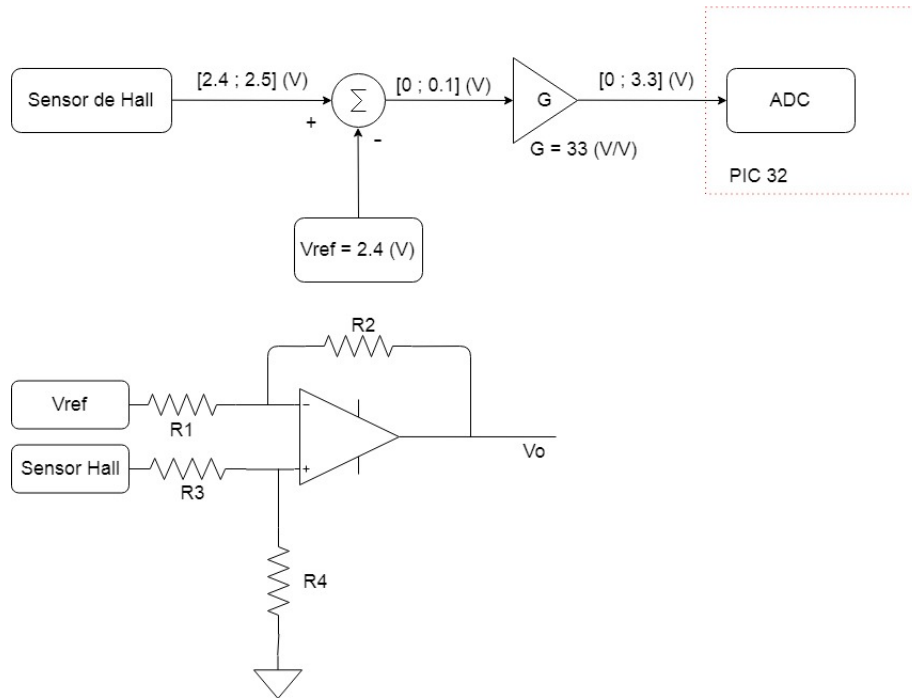 [2.4 ; 2.5] (V)
[0 ; 0.1] (V)
[0 ; 3.3] (V)
Sensor de Hall
Σ
G
ADC
+
-
G = 33 (V/V)
PIC 32
Vref = 2.4 (V)
R2
Vref
R1
−
Sensor Hall
R3
+
Vo
R4